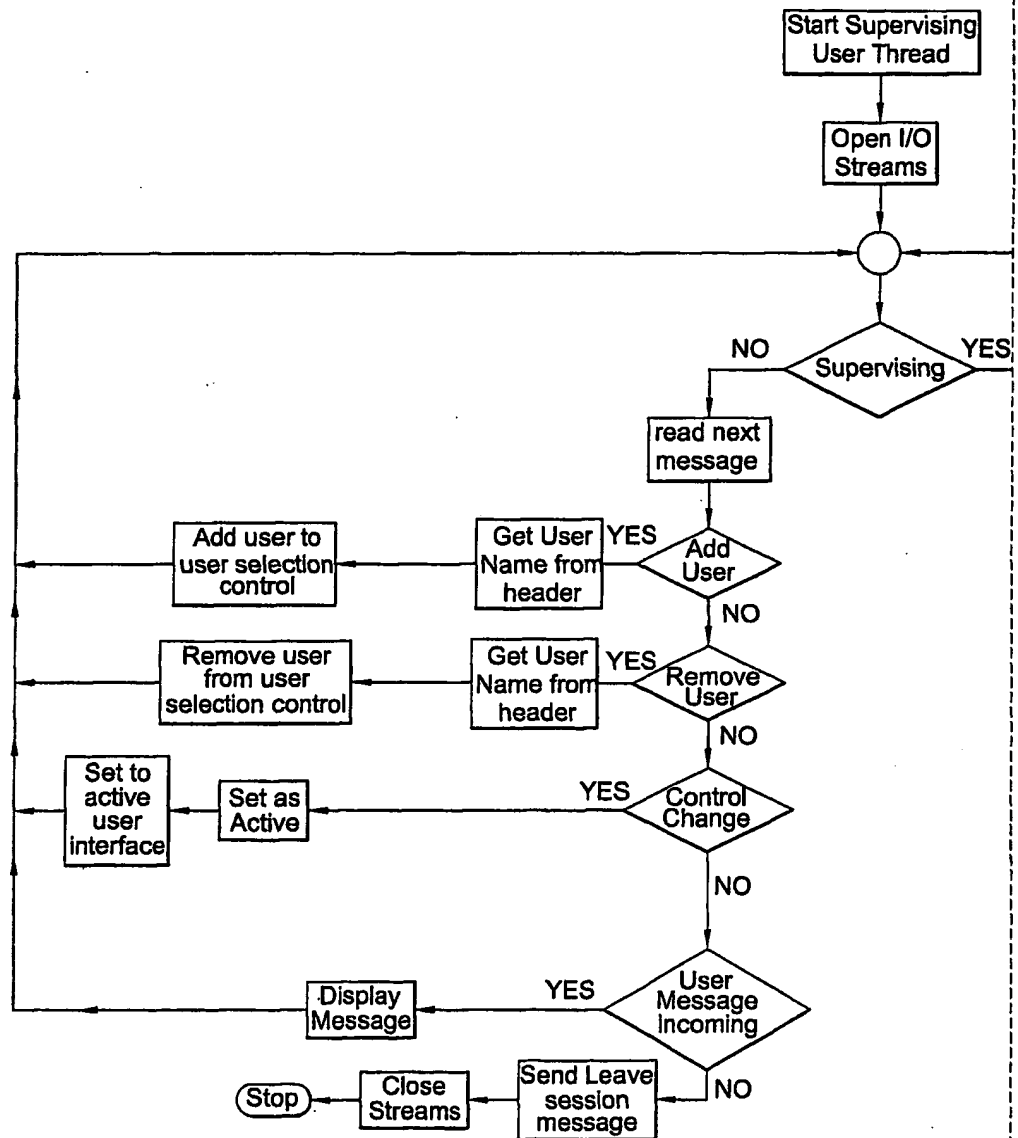 Start Supervising
User Thread
Open I/O
Streams
NO
YES
Supervising
read next
message
Add user to
user selection
control
Get User
Name from
header
YES
Add
User
NO
Remove user
from user
selection control
Get User
Name from
header
YES
Remove
User
NO
Set to
active
user
interface
Set as
Active
YES
Control
Change
NO
Display
Message
YES
User
Message
Incoming
NO
Stop
Close
Streams
Send Leave
session
message